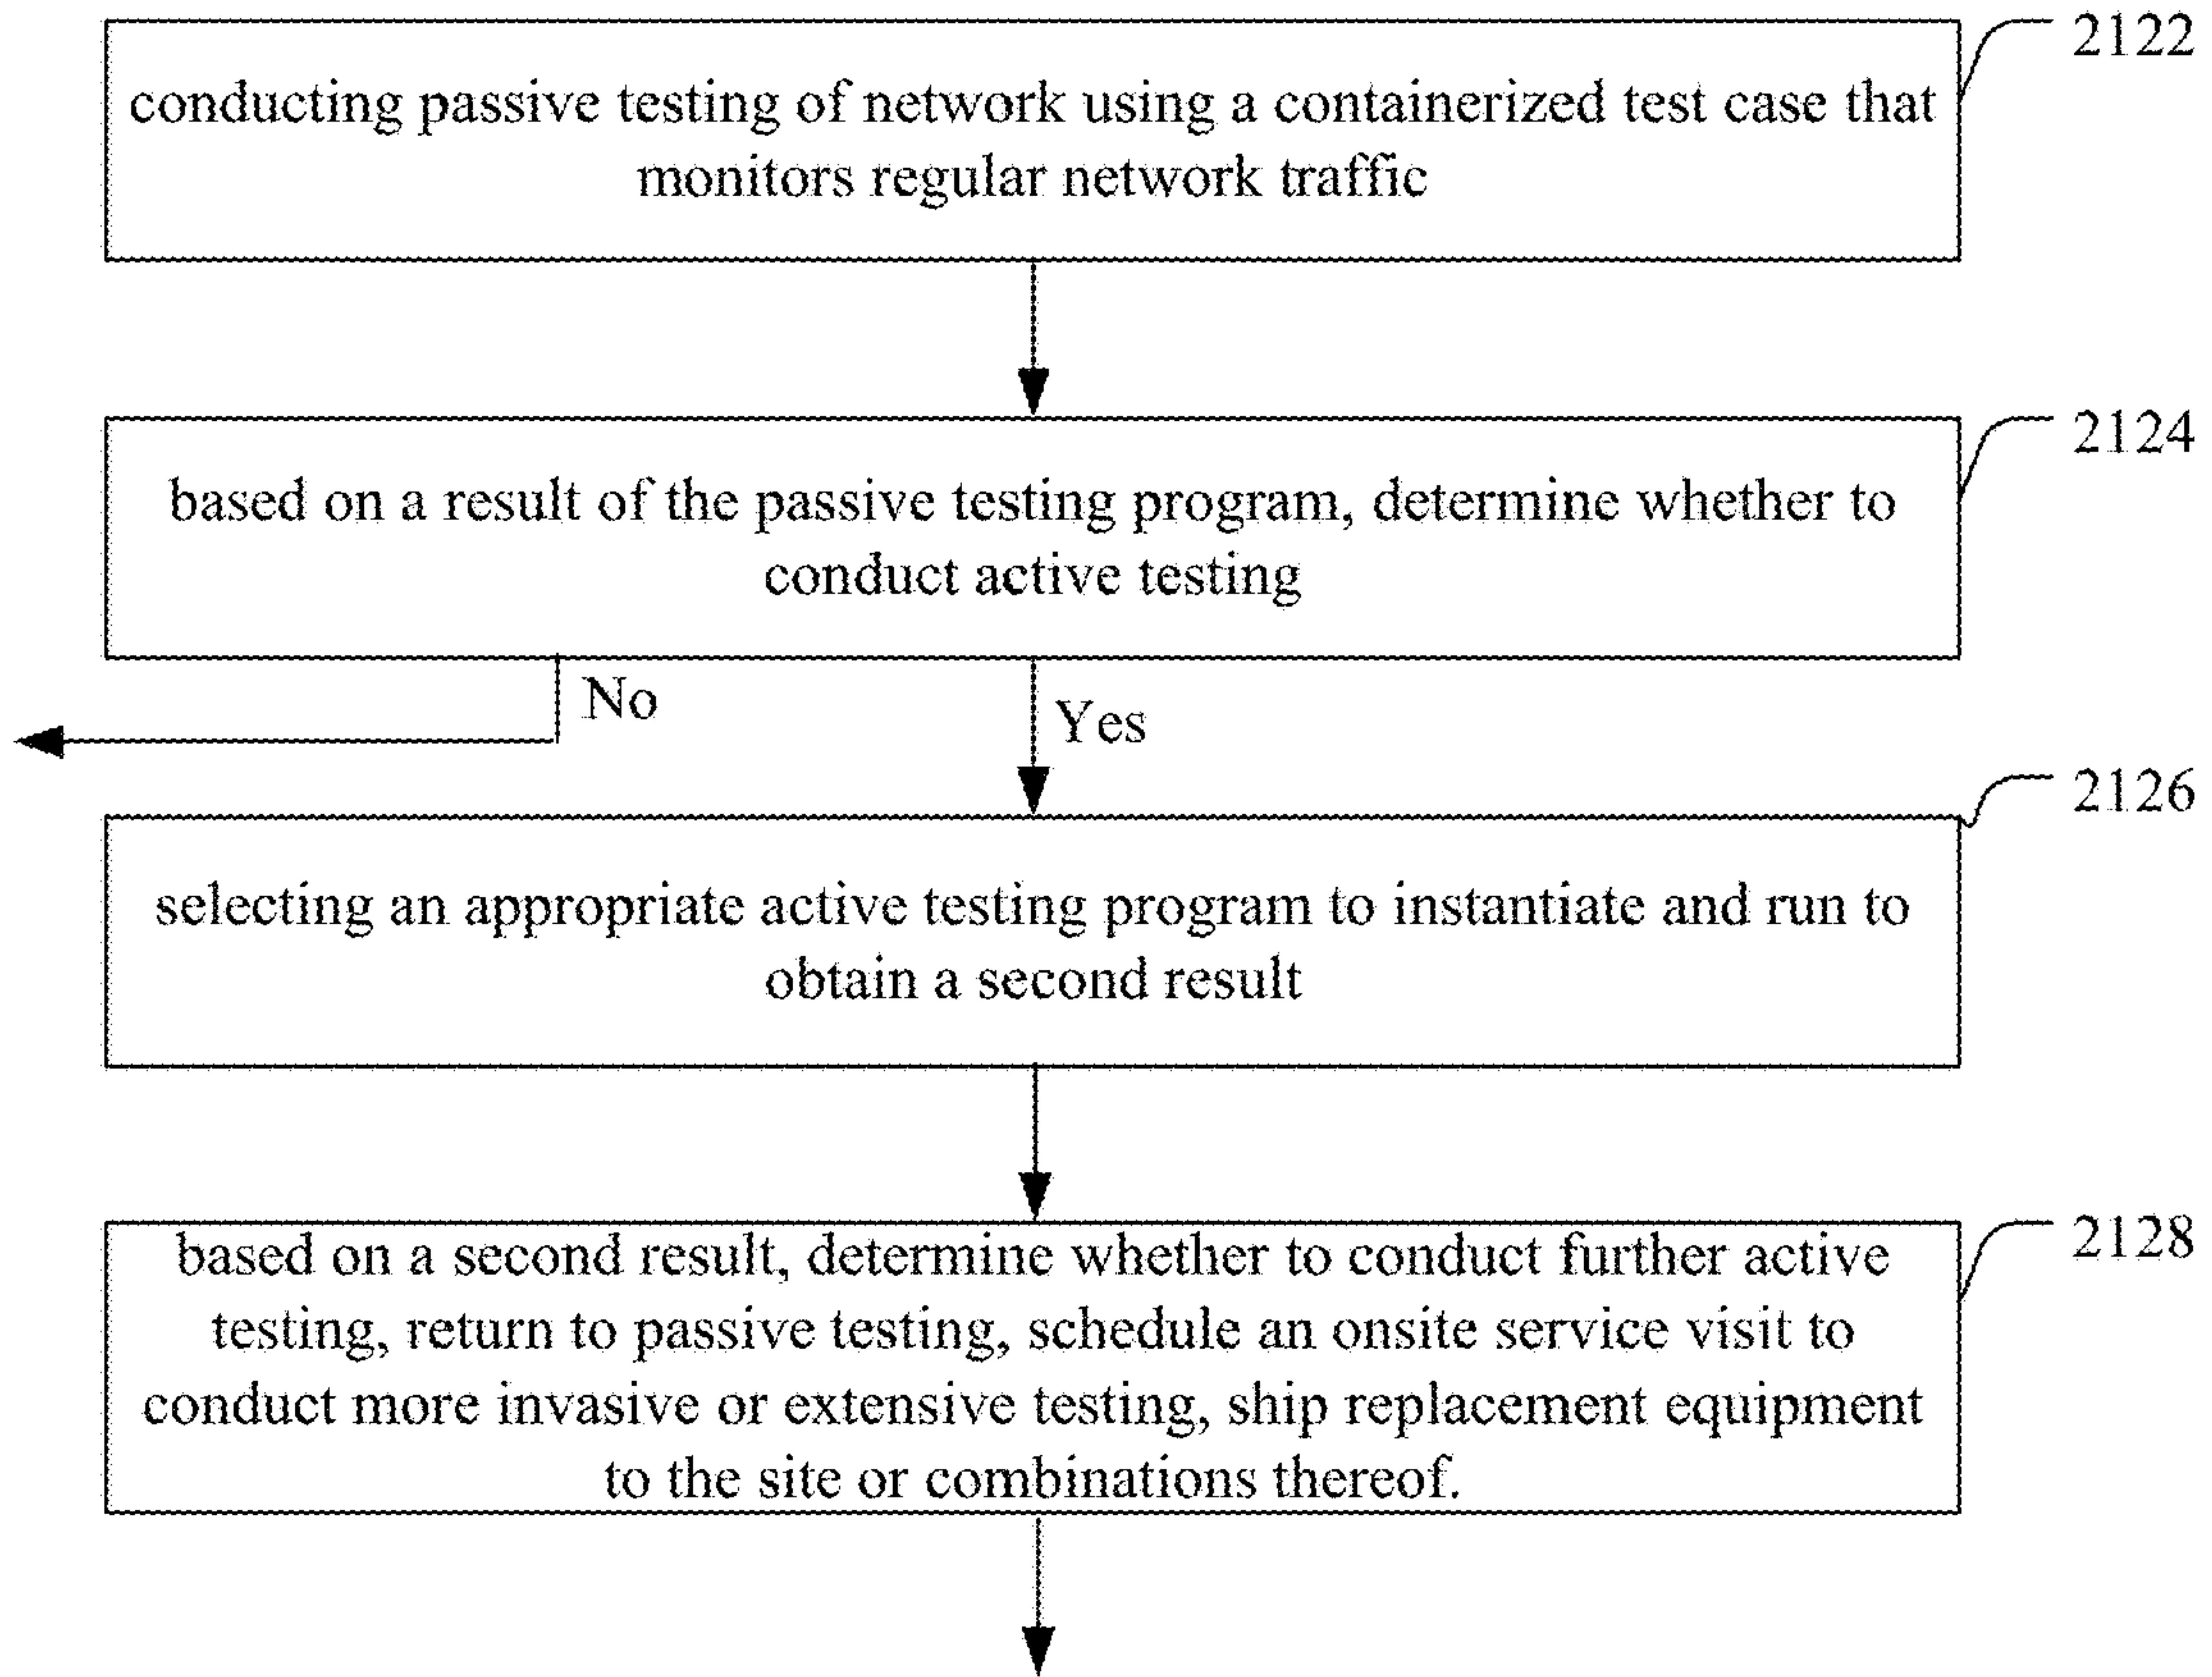 2122
conducting passive testing of network using a containerized test case that
monitors regular network traffic
2124
based on a result of the passive testing program, determine whether to
conduct active testing
No
Yes
2126
selecting an appropriate active testing program to instantiate and run to
obtain a second result
2128
based on a second result, determine whether to conduct further active
testing, return to passive testing, schedule an onsite service visit to
conduct more invasive or extensive testing, ship replacement equipment
to the site or combinations thereof.